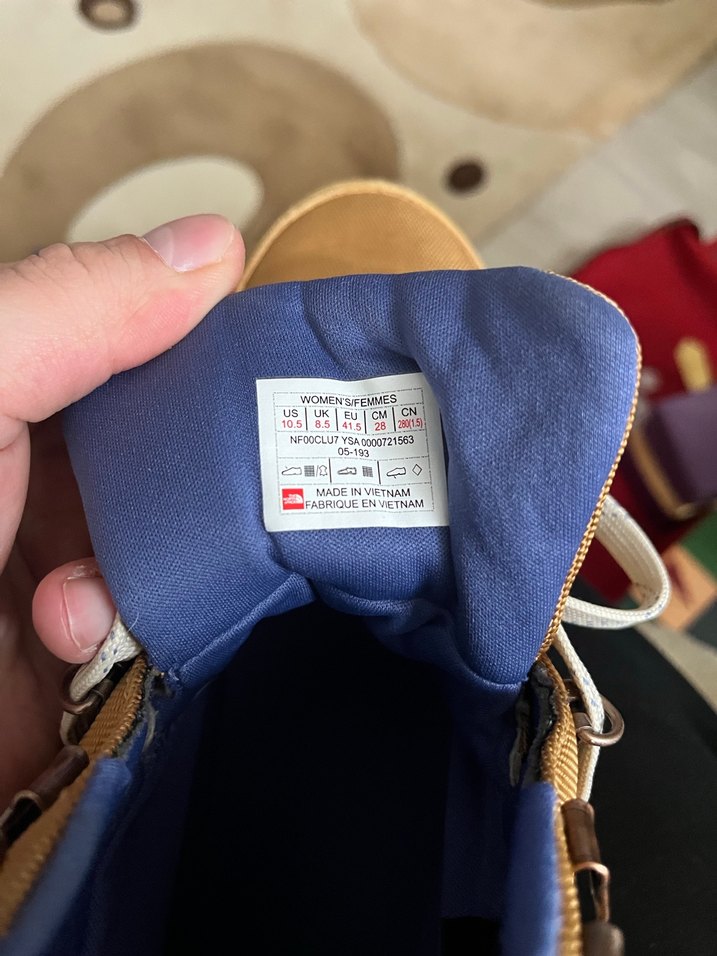 WOMEN'S/FEMMES
US UK EU CM CN
10.5 8.5 41.5 28 280(1.5)
NF00CLU7 YSA 0000721563
05-193
MADE IN VIETNAM
FABRIQUE EN VIETNAM